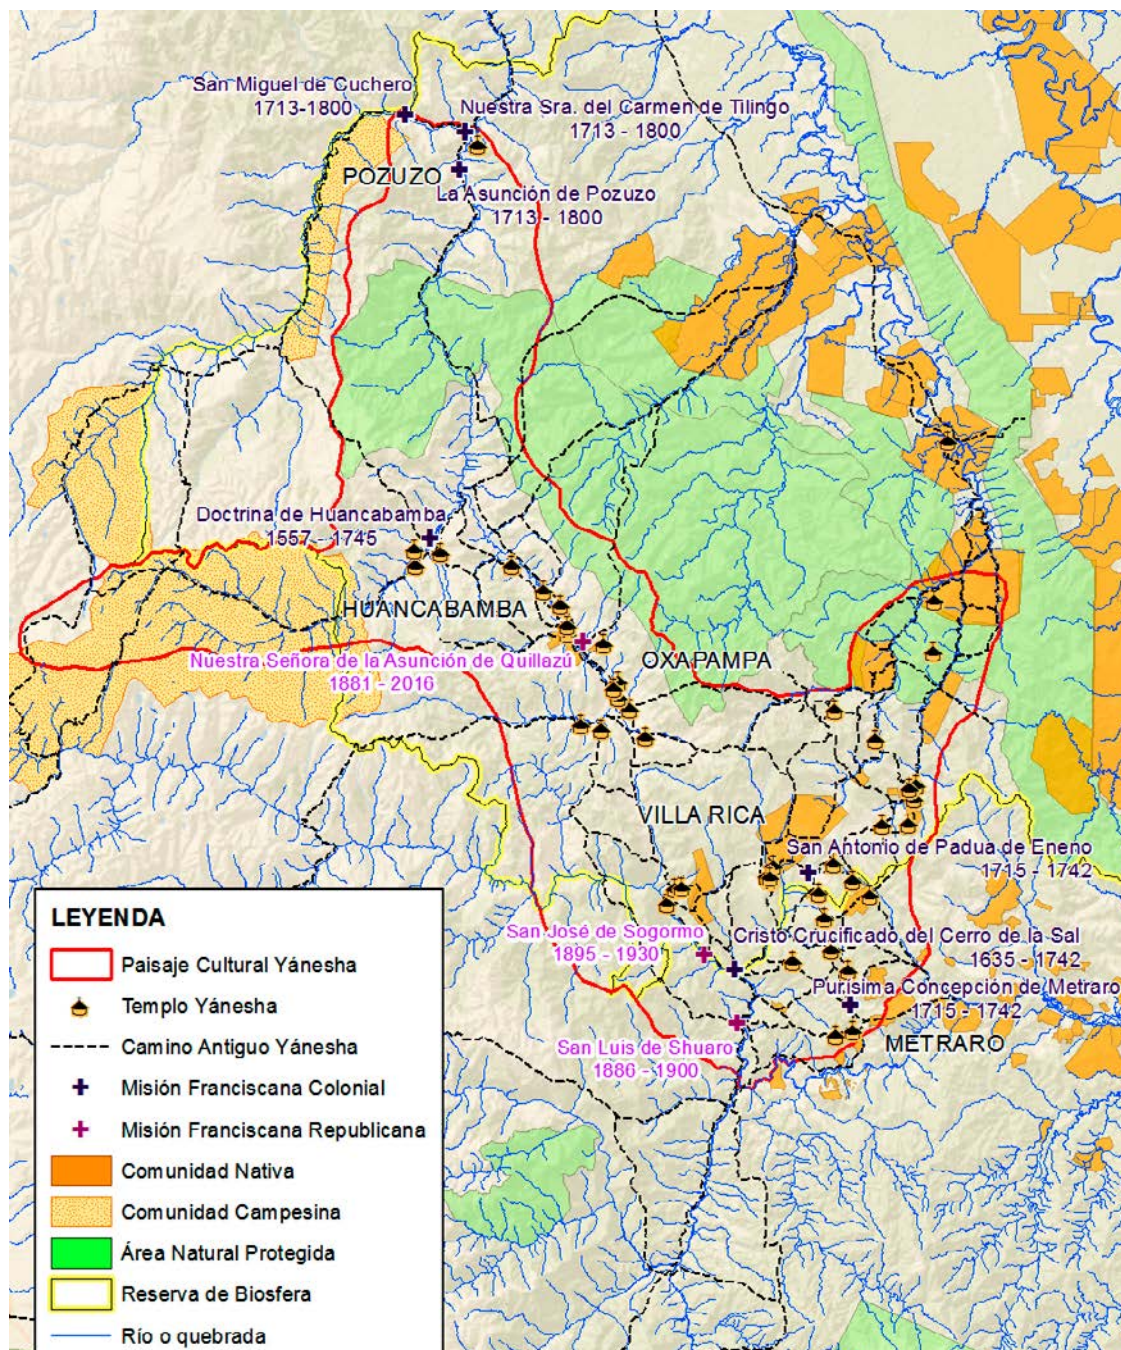 San Miguel de Cuchero
1713-1800
Nuestra Sra. del Carmen de Tilingo
1713 - 1800
POZUZO
La Asunción de Pozuzo
1713 - 1800
Doctrina de Huancabamba
1557 - 1745
HUANCABAMBA
Nuestra Señora de la Asunción de Quillazú
1881 - 2016
OXAPAMPA
VILLA RICA
San Antonio de Padua de Eneno
1715 - 1742
San José de Sogormo
1895 - 1930
Cristo Crucificado del Cerro de la Sal
1635 - 1742
Purísima Concepción de Metraro
1715 - 1742
METRARO
San Luis de Shuaro
1886 - 1900
LEYENDA
Paisaje Cultural Yánesha
Templo Yánesha
Camino Antiguo Yánesha
Misión Franciscana Colonial
Misión Franciscana Republicana
Comunidad Nativa
Comunidad Campesina
Área Natural Protegida
Reserva de Biosfera
Río o quebrada